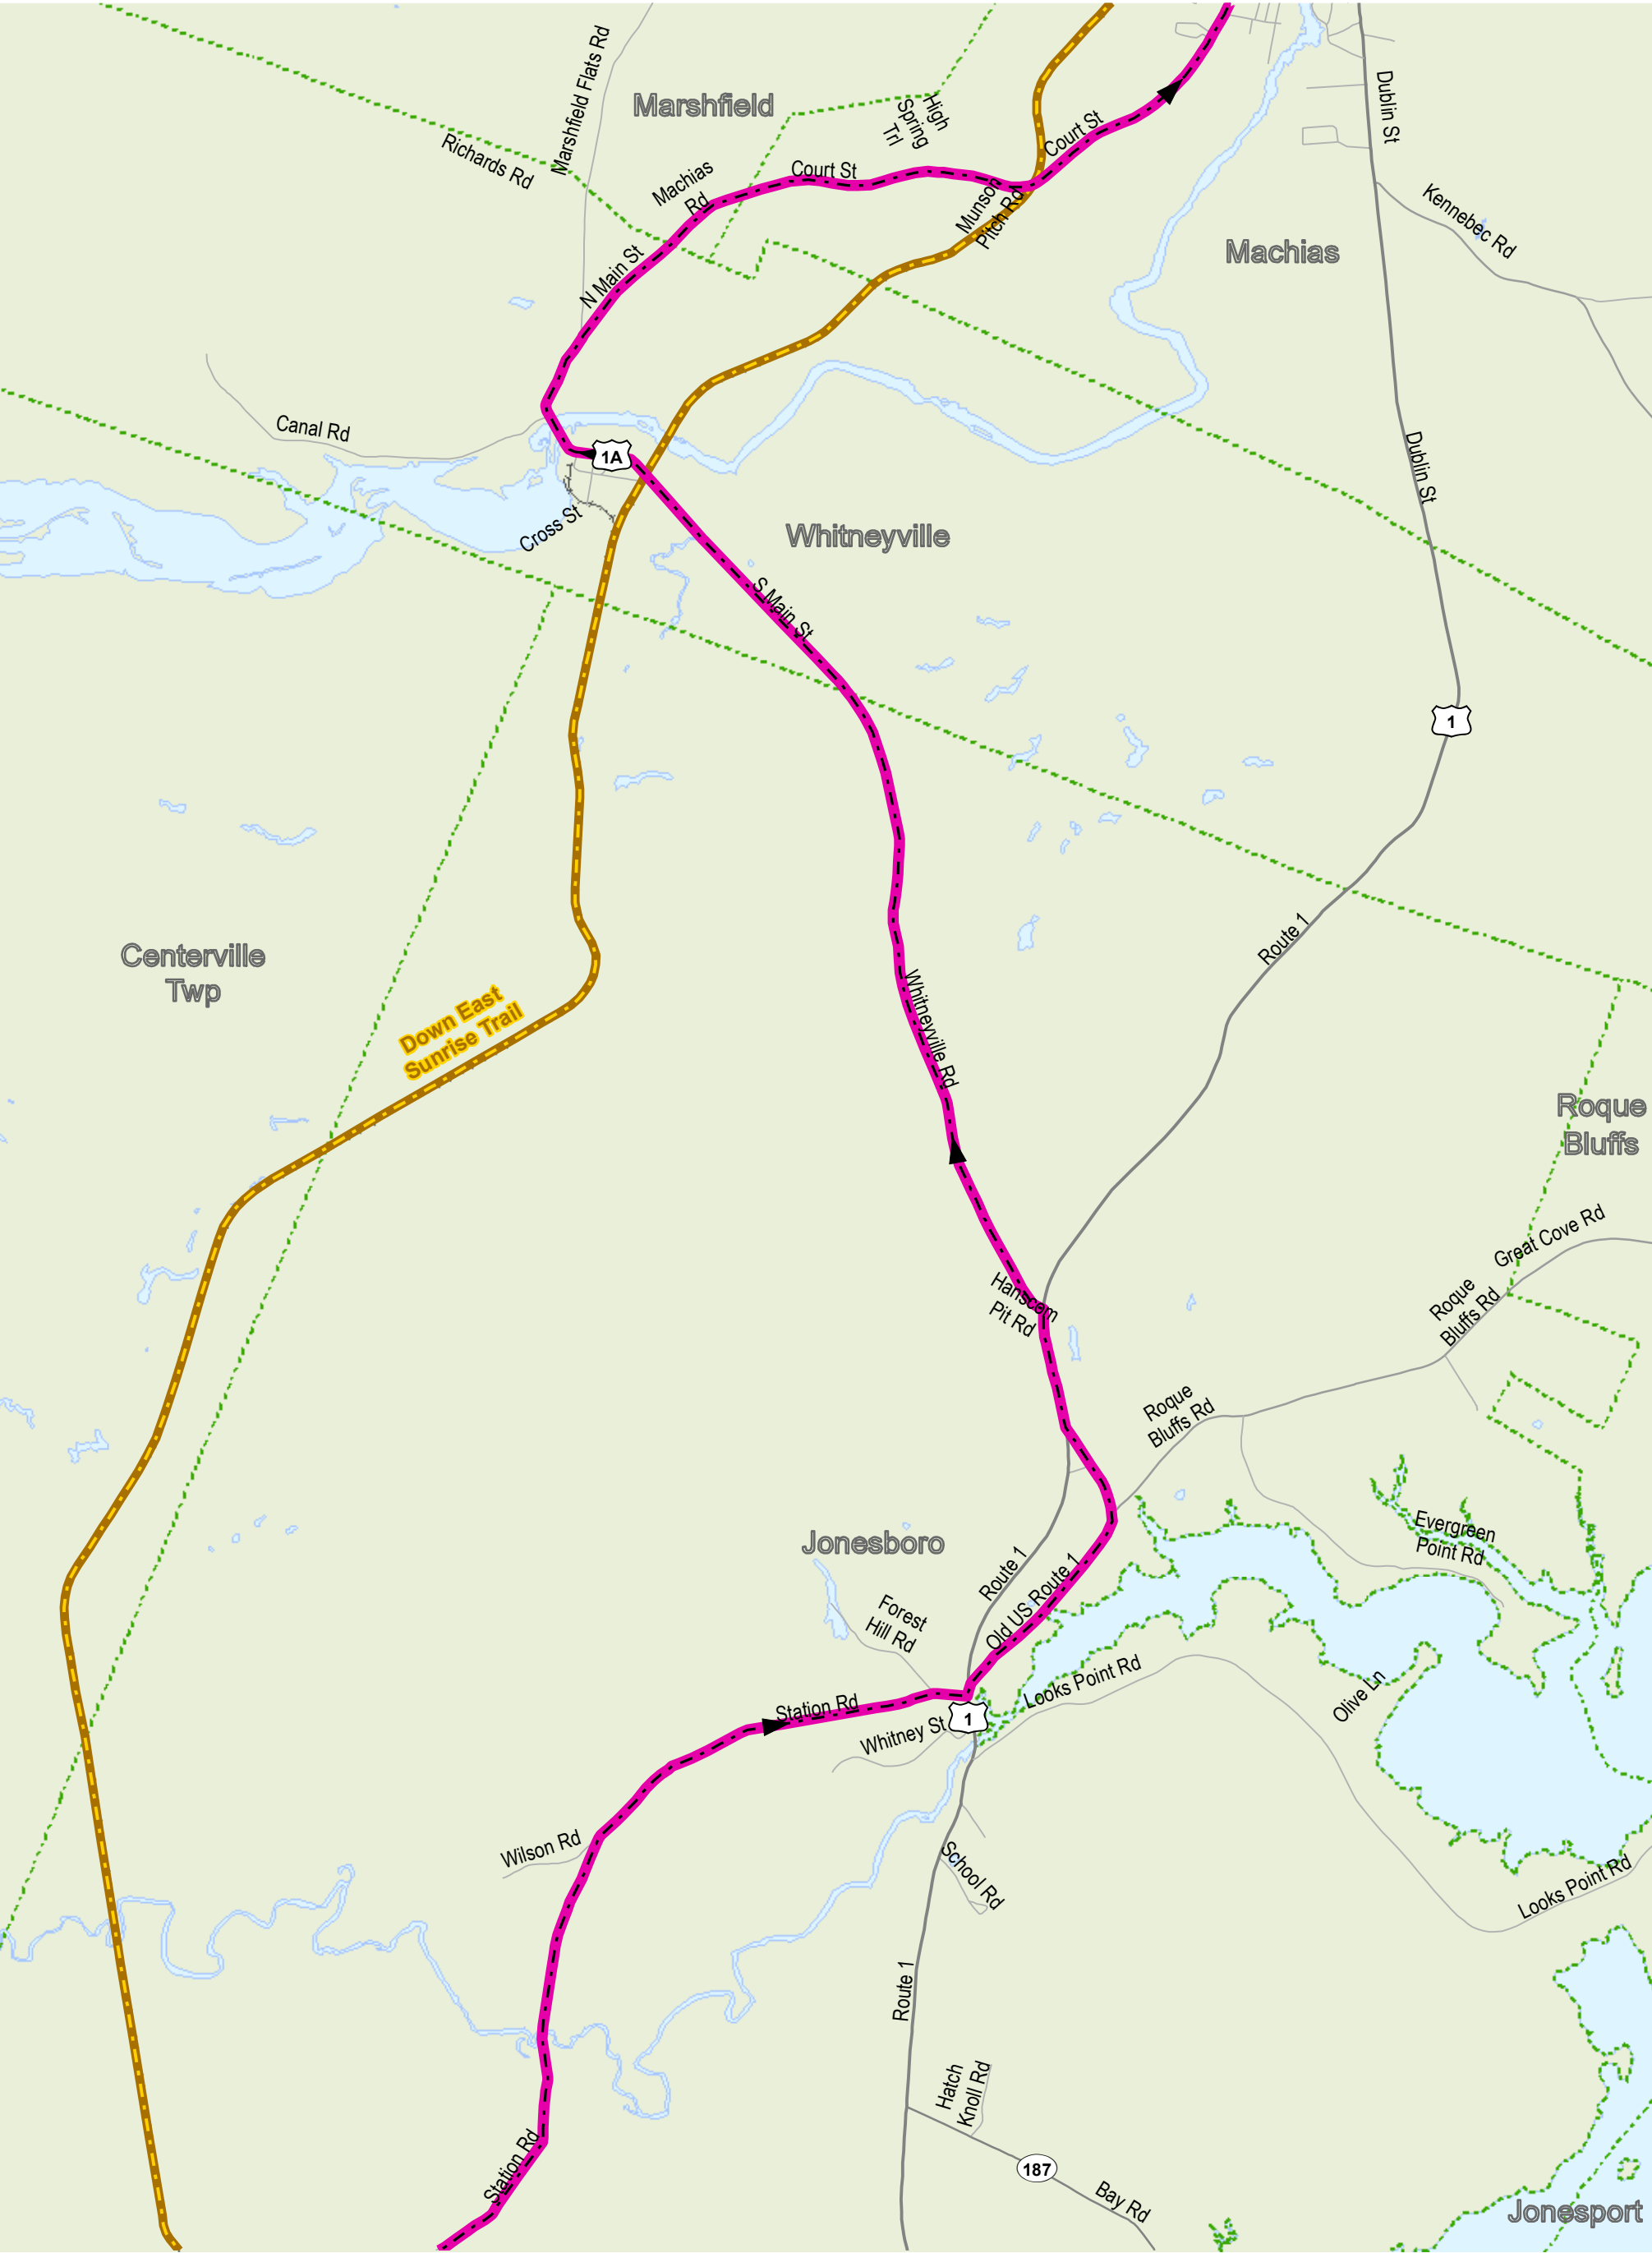 Marshfield Flats Rd
Dublin St
Marshfield
High
Spring
Trl
Court St
Richards Rd
Machias
Rd
Court St
Munson
Pitch Rd
Kennebec Rd
Machias
N Main St
Canal Rd
1A
Dublin St
Cross St
Whitneyville
S Main St
1
Route 1
Centerville
Twp
Down East
Sunrise Trail
Whitneyville Rd
Roque
Bluffs
Great Cove Rd
Hanscom
Pit Rd
Roque
Bluffs Rd
Roque
Bluffs Rd
Evergreen
Point Rd
Jonesboro
Route 1
Old US Route 1
Forest
Hill Rd
Looks Point Rd
Olive Ln
Station Rd
1
Whitney St
Wilson Rd
School Rd
Looks Point Rd
Route 1
Hatch
Knoll Rd
Station Rd
187
Bay Rd
Jonesport